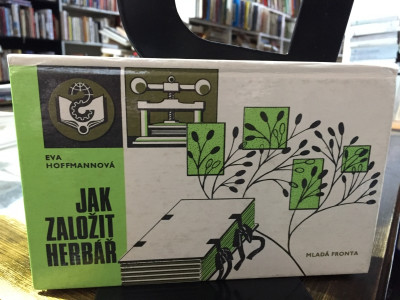 EVA
HOFFMANNOVÁ
JAK
ZALOŽIT
HERBÁŘ
MLADÁ FRONTA